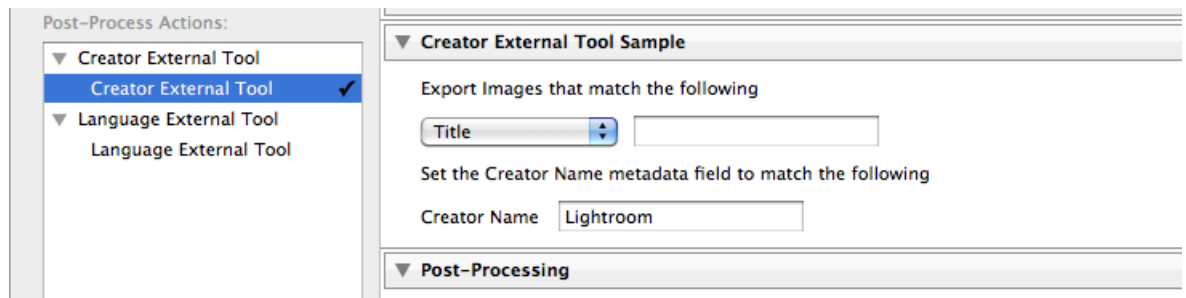 Post-Process Actions:
Creator External Tool
Creator External Tool
Language External Tool
Language External Tool
Creator External Tool Sample
Export Images that match the following
Title
Set the Creator Name metadata field to match the following
Creator Name Lightroom
Post-Processing